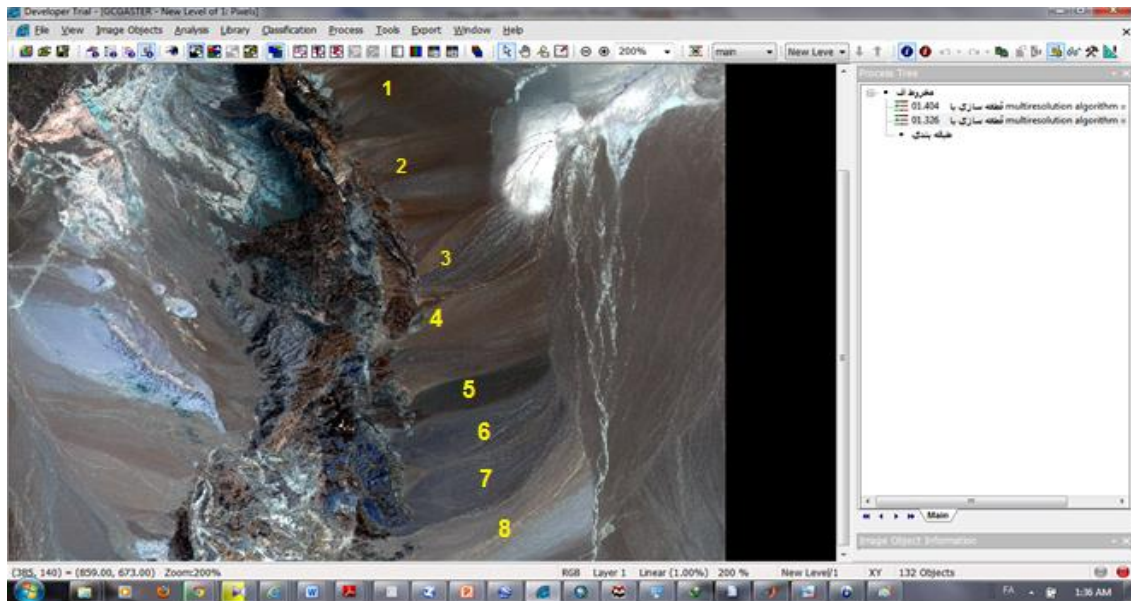 Developer Trial - [GCGASTER - New Level of 1: Pixels]
File View Image Objects Analysis Library Classification Process Tools Export Window Help
200% main New Leve
Process Tree
مخروط اف
01.404 قطعه سازی با multiresolution algorithm
01.326 قطعه سازی با multiresolution algorithm
طبقه بندی
1
2
3
4
5
6
7
8
Main
Image Object Information
(385, 140) = (859.00, 673.00) Zoom:200% RGB Layer 1 Linear (1.00%) 200 % New Level/1 XY 132 Objects
FA 1:36 AM